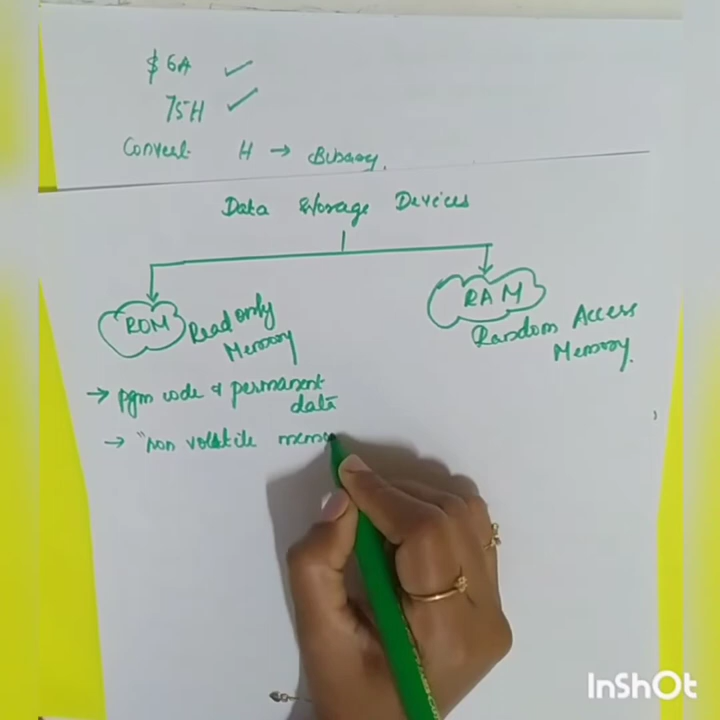 $ 6A
75H
Convert H → Binary.
Data Storage Devices
ROM
Read only
Memory
RAM
Random Access
Memory.
→ pgm code & permanent
data
→ "non volatile memo
InShOt